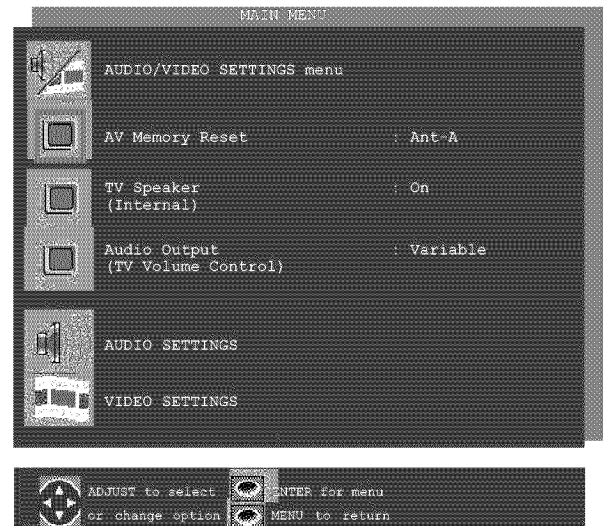 MAIN MENU
AUDIO/VIDEO SETTINGS menu
AV Memory Reset : Ant-A
TV Speaker : On
(Internal)
Audio Output : Variable
(TV Volume Control)
AUDIO SETTINGS
VIDEO SETTINGS
ADJUST to select ENTER for menu
or change option MENU to return